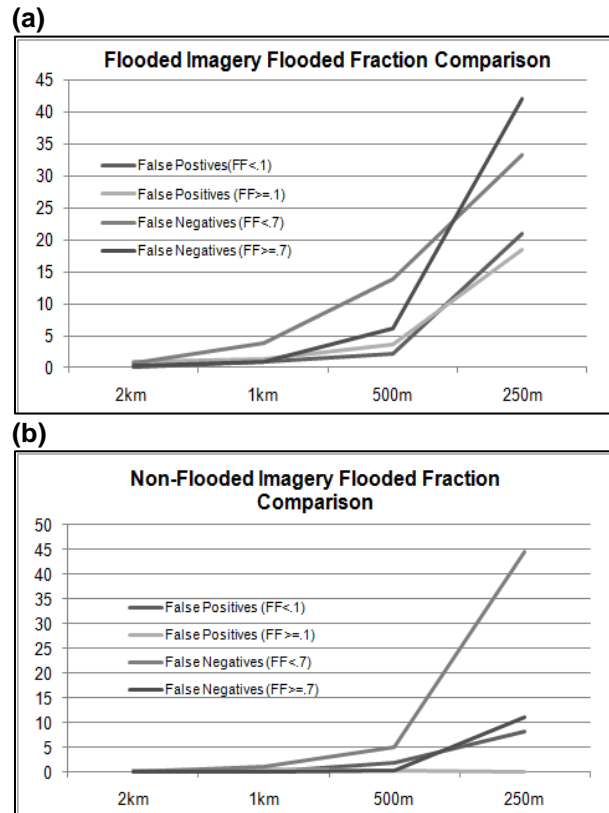 (a)
Flooded Imagery Flooded Fraction Comparison
45
40
35
30
25
20
15
10
5
0
False Postives(FF<.1)
False Positives (FF>=.1)
False Negatives (FF<.7)
False Negatives (FF>=.7)
2km 1km 500m 250m
(b)
Non-Flooded Imagery Flooded Fraction
Comparison
50
45
40
35
30
25
20
15
10
5
0
False Positives (FF<.1)
False Positives (FF>=.1)
False Negatives (FF<.7)
False Negatives (FF>=.7)
2km 1km 500m 250m